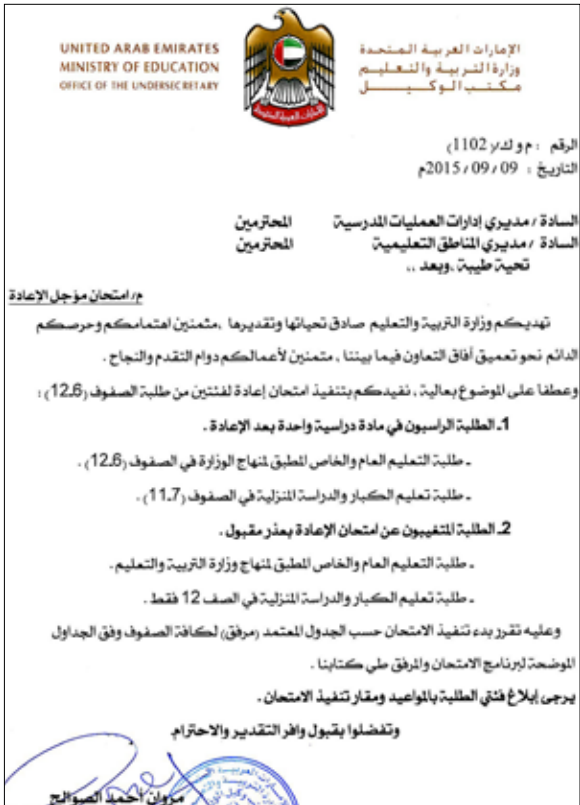 UNITED ARAB EMIRATES
MINISTRY OF EDUCATION
OFFICE OF THE UNDERSECRETARY
الإمارات العربية المتحدة
وزارة التربية والتعليم
مكتب الوكيل
الإمارات العربية المتحدة
الرقم : م و ك/ (1102)
التاريخ : 09 / 09 / 2015م
السادة / مديري إدارات العمليات المدرسية المحترمين
السادة / مديري المناطق التعليمية المحترمين
تحية طيبة ،وبعد ،،
م/ امتحان مؤجل الإعادة
تهديكم وزارة التربية والتعليم صادق تحياتها وتقديرها ،مثمنين اهتمامكم وحرصكم
الدائم نحو تعميق آفاق التعاون فيما بيننا ، متمنين لأعمالكم دوام التقدم والنجاح .
وعطفا على الموضوع بعالية ، نفيدكم بتنفيذ امتحان إعادة لفئتين من طلبة الصفوف (12.6) :
1. الطلبة الراسبون في مادة دراسية واحدة بعد الإعادة .
. طلبة التعليم العام والخاص المطبق لمنهاج الوزارة في الصفوف (12.6) .
. طلبة تعليم الكبار والدراسة المنزلية في الصفوف (11.7) .
2. الطلبة المتغيبون عن امتحان الإعادة بعذر مقبول .
. طلبة التعليم العام والخاص المطبق لمنهاج وزارة التربية والتعليم.
. طلبة تعليم الكبار والدراسة المنزلية في الصف 12 فقط .
وعليه تقرر بدء تنفيذ الامتحان حسب الجدول المعتمد (مرفق) لكافة الصفوف وفق الجداول
الموضحة لبرنامج الامتحان والمرفق طي كتابنا .
يرجى إبلاغ فئتي الطلبة بالمواعيد ومقار تنفيذ الامتحان .
وتفضلوا بقبول وافر التقدير والاحترام,
مروان أحمد الصوالح